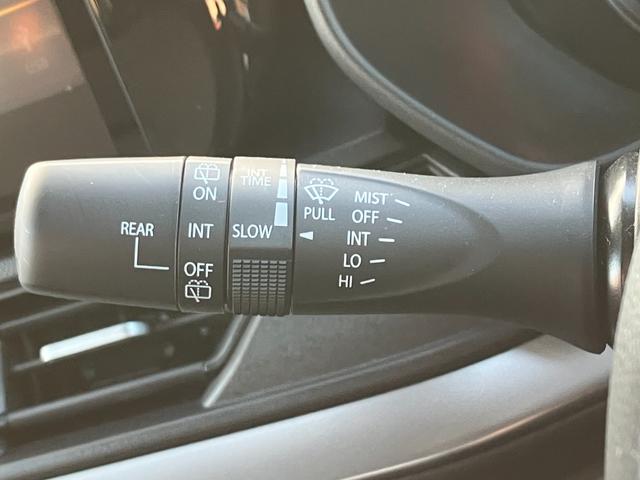 REAR
ON
INT
OFF
INT
TIME
SLOW
PULL
MIST
OFF
INT
LO
HI